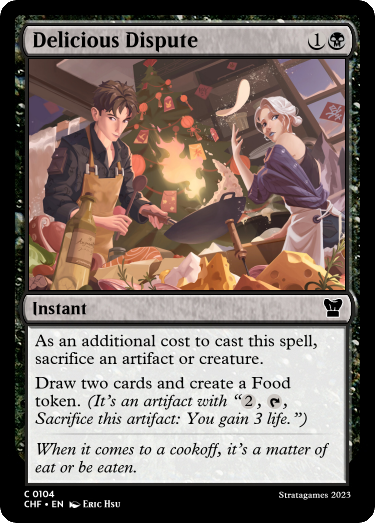 Delicious Dispute 1
Instant
As an additional cost to cast this spell,
sacrifice an artifact or creature.
Draw two cards and create a Food
token. (It's an artifact with “2, ,
Sacrifice this artifact: You gain 3 life.”)
When it comes to a cookoff, it's a matter of
eat or be eaten.
C 0104
CHF • EN Eric Hsu
Stratagames 2023